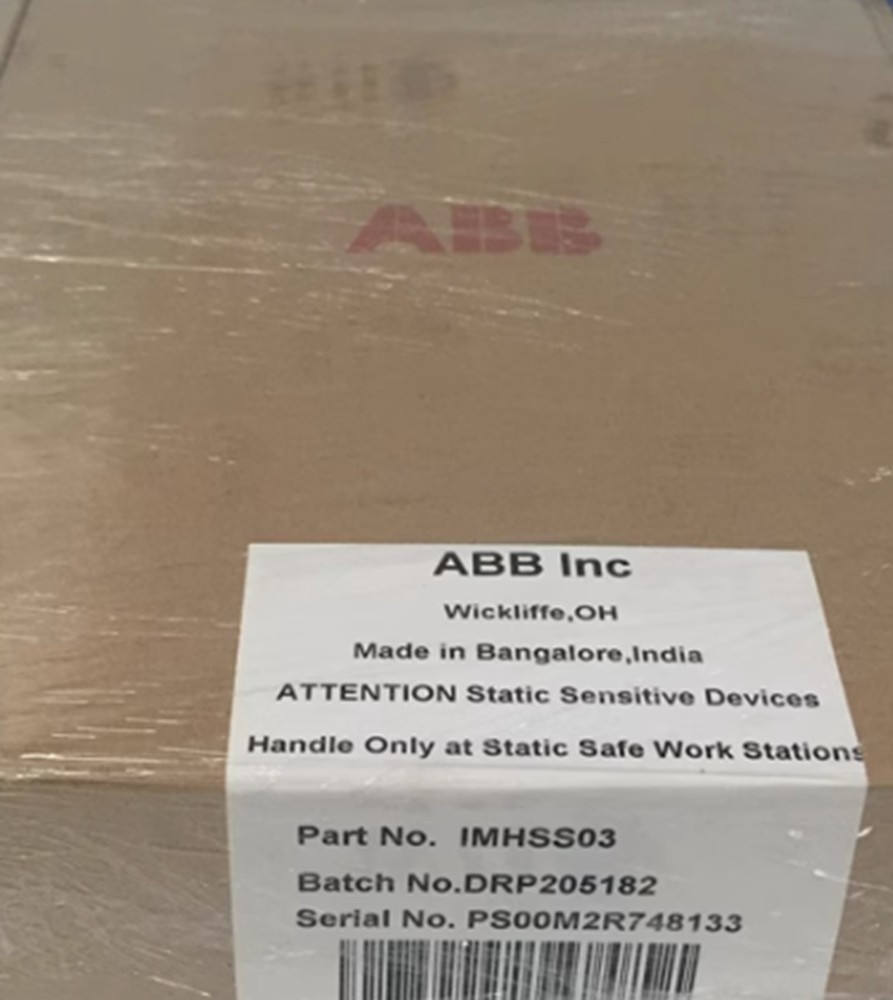 ABB
ABB Inc
Wickliffe,OH
Made in Bangalore,India
ATTENTION Static Sensitive Devices
Handle Only at Static Safe Work Stations
Part No. IMHSS03
Batch No.DRP205182
Serial No. PS00M2R748133